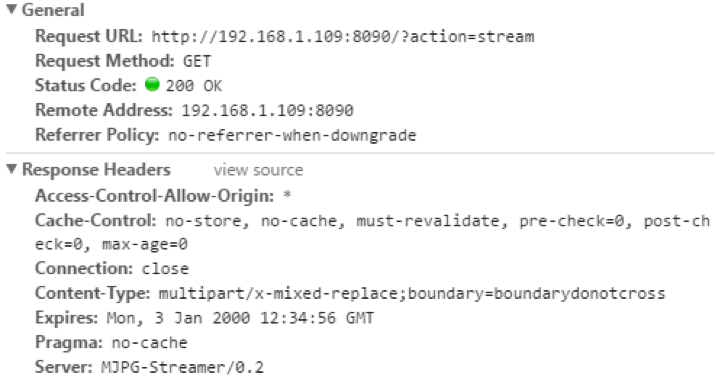 General
Request URL: http://192.168.1.109:8090/?action=stream
Request Method: GET
Status Code: 200 OK
Remote Address: 192.168.1.109:8090
Referrer Policy: no-referrer-when-downgrade
Response Headers view source
Access-Control-Allow-Origin: *
Cache-Control: no-store, no-cache, must-revalidate, pre-check=0, post-ch
eck=0, max-age=0
Connection: close
Content-Type: multipart/x-mixed-replace;boundary=boundarydonotcross
Expires: Mon, 3 Jan 2000 12:34:56 GMT
Pragma: no-cache
Server: MJPG-Streamer/0.2